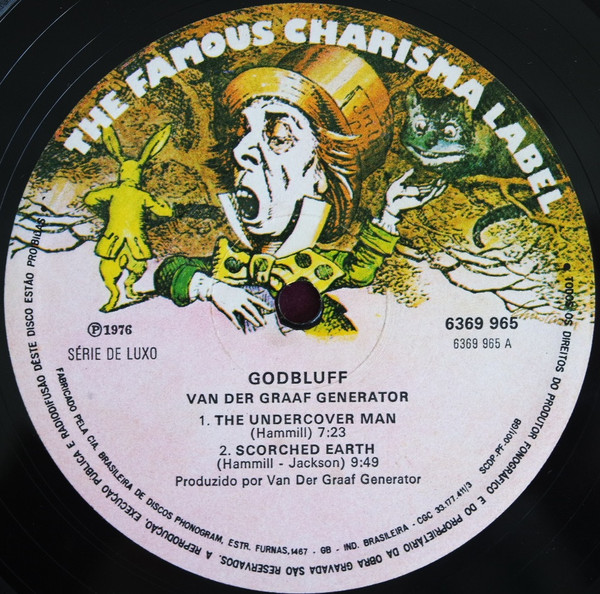 THE FAMOUS CHARISMA LABEL
℗1976
SÉRIE DE LUXO
6369 965
6369 965 A
GODBLUFF
VAN DER GRAAF GENERATOR
1. THE UNDERCOVER MAN
(Hammill) 7:23
2. SCORCHED EARTH
(Hammill - Jackson) 9:49
Produzido por Van Der Graaf Generator
FABRICADO PELA CIA. BRASILEIRA DE DISCOS PHONOGRAM, ESTR. FURNAS, 1467 - GB - IND. BRASILEIRA - CGC 33.177.411/3 SCDP-PF-001/GB
• TODOS OS DIREITOS DO PRODUTOR FONOGRÁFICO E DO PROPRIETÁRIO DA OBRA GRAVADA SÃO RESERVADOS. A REPRODUÇÃO, EXECUÇÃO PÚBLICA E RADIODIFUSÃO DESTE DISCO ESTÃO PROIBIDAS •